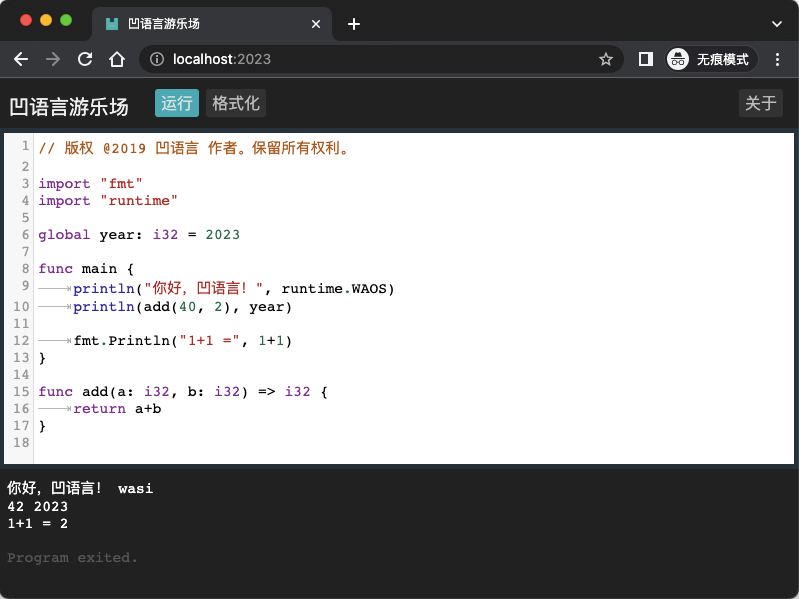 凹语言游乐场
localhost:2023
无痕模式
凹语言游乐场 运行 格式化 关于
1 // 版权 @2019 凹语言 作者。保留所有权利。
2
3 import "fmt"
4 import "runtime"
5
6 global year: i32 = 2023
7
8 func main {
9 println("你好，凹语言！", runtime.WAOS)
10 println(add(40, 2), year)
11
12 fmt.Println("1+1 =", 1+1)
13 }
14
15 func add(a: i32, b: i32) => i32 {
16 return a+b
17 }
18
你好，凹语言！ wasi
42 2023
1+1 = 2
Program exited.